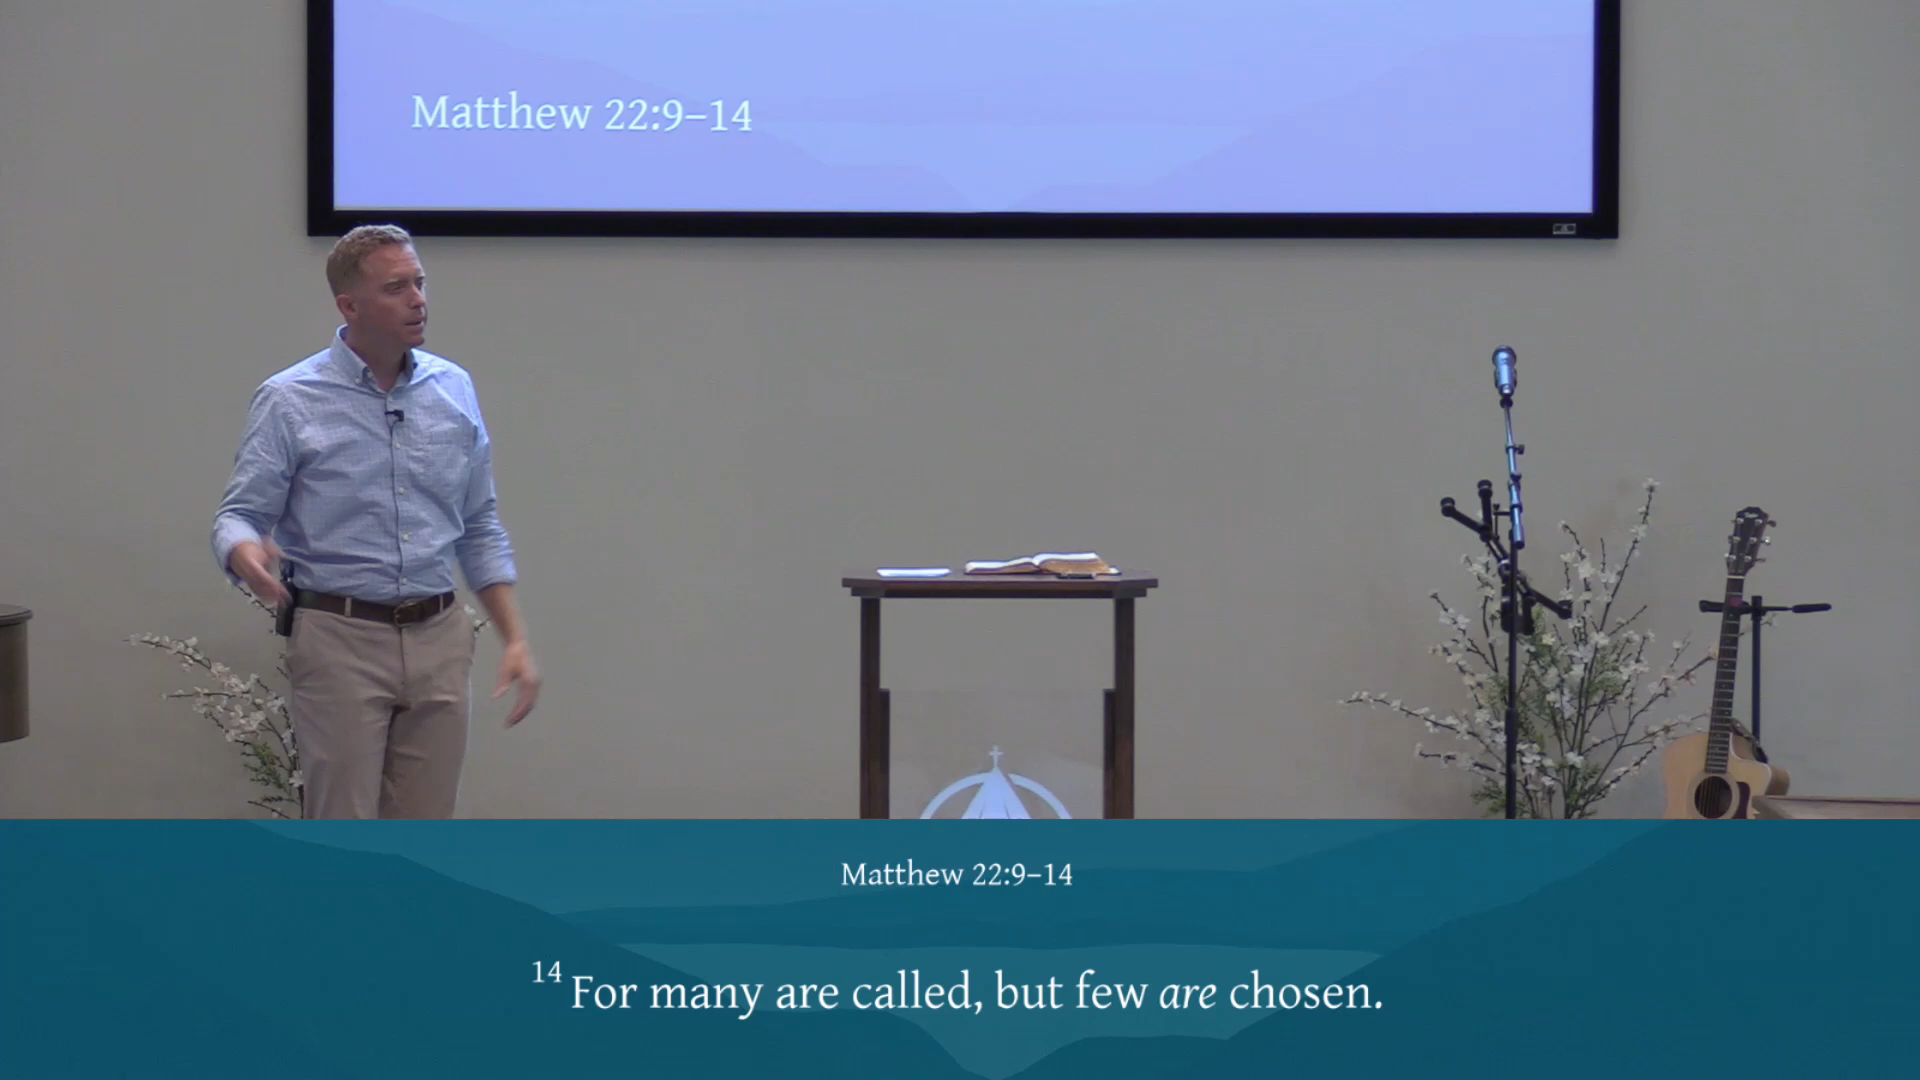 Matthew 22:9–14
Matthew 22:9–14
14 For many are called, but few are chosen.